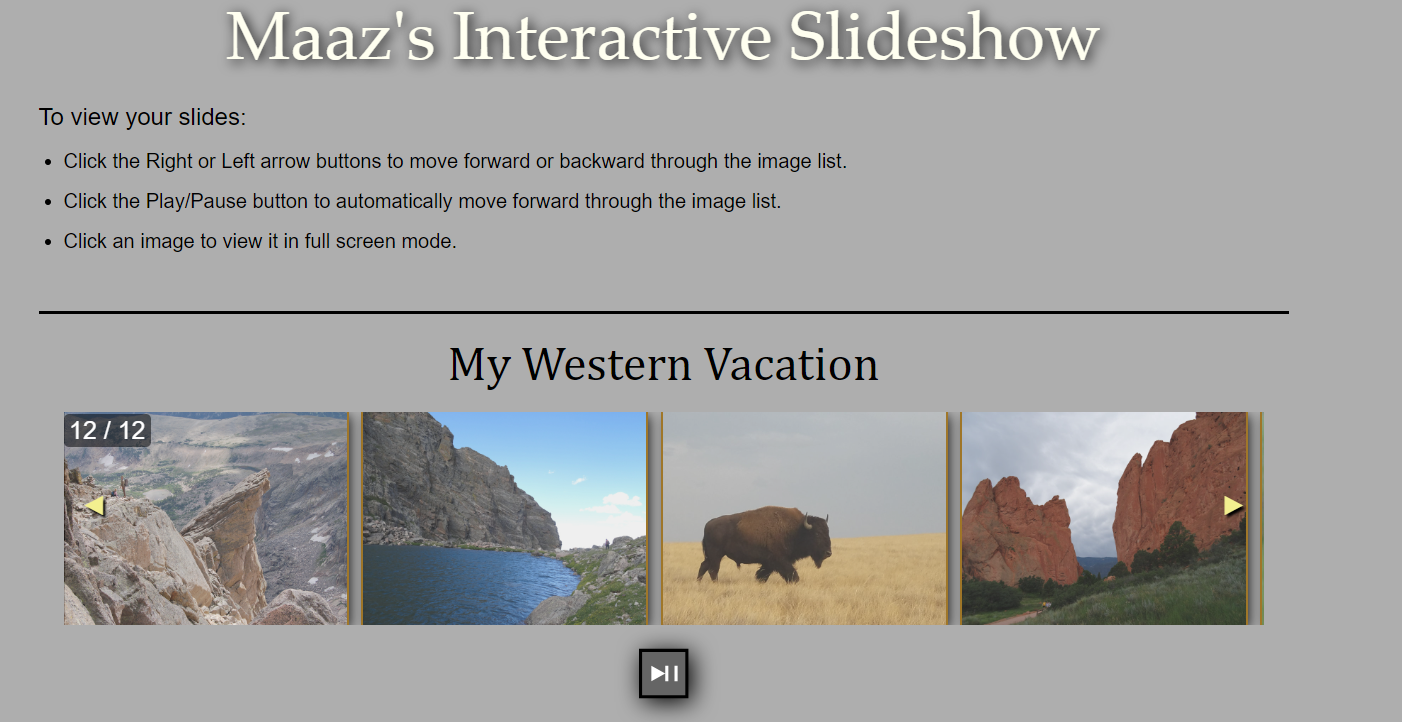 Maaz's Interactive Slideshow
To view your slides:
Click the Right or Left arrow buttons to move forward or backward through the image list.
Click the Play/Pause button to automatically move forward through the image list.
Click an image to view it in full screen mode.
My Western Vacation
12 / 12